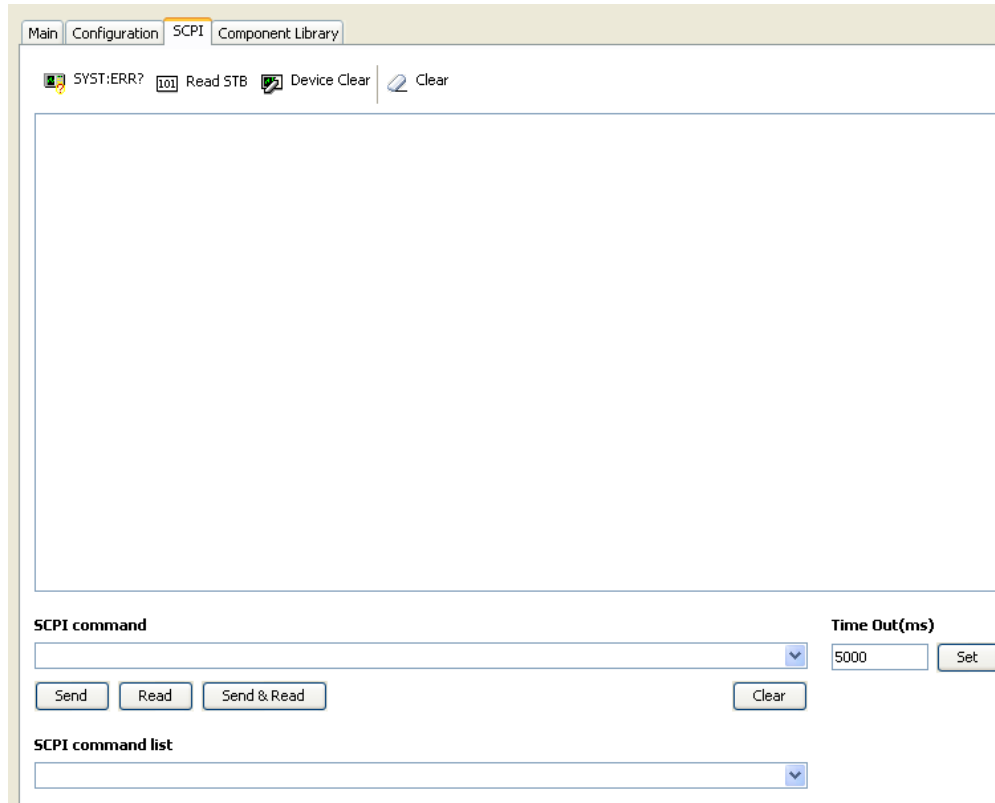 Main Configuration SCPI Component Library
SYST:ERR? 101 Read STB Device Clear Clear
SCPI command Time Out(ms)
5000 Set
Send Read Send & Read Clear
SCPI command list